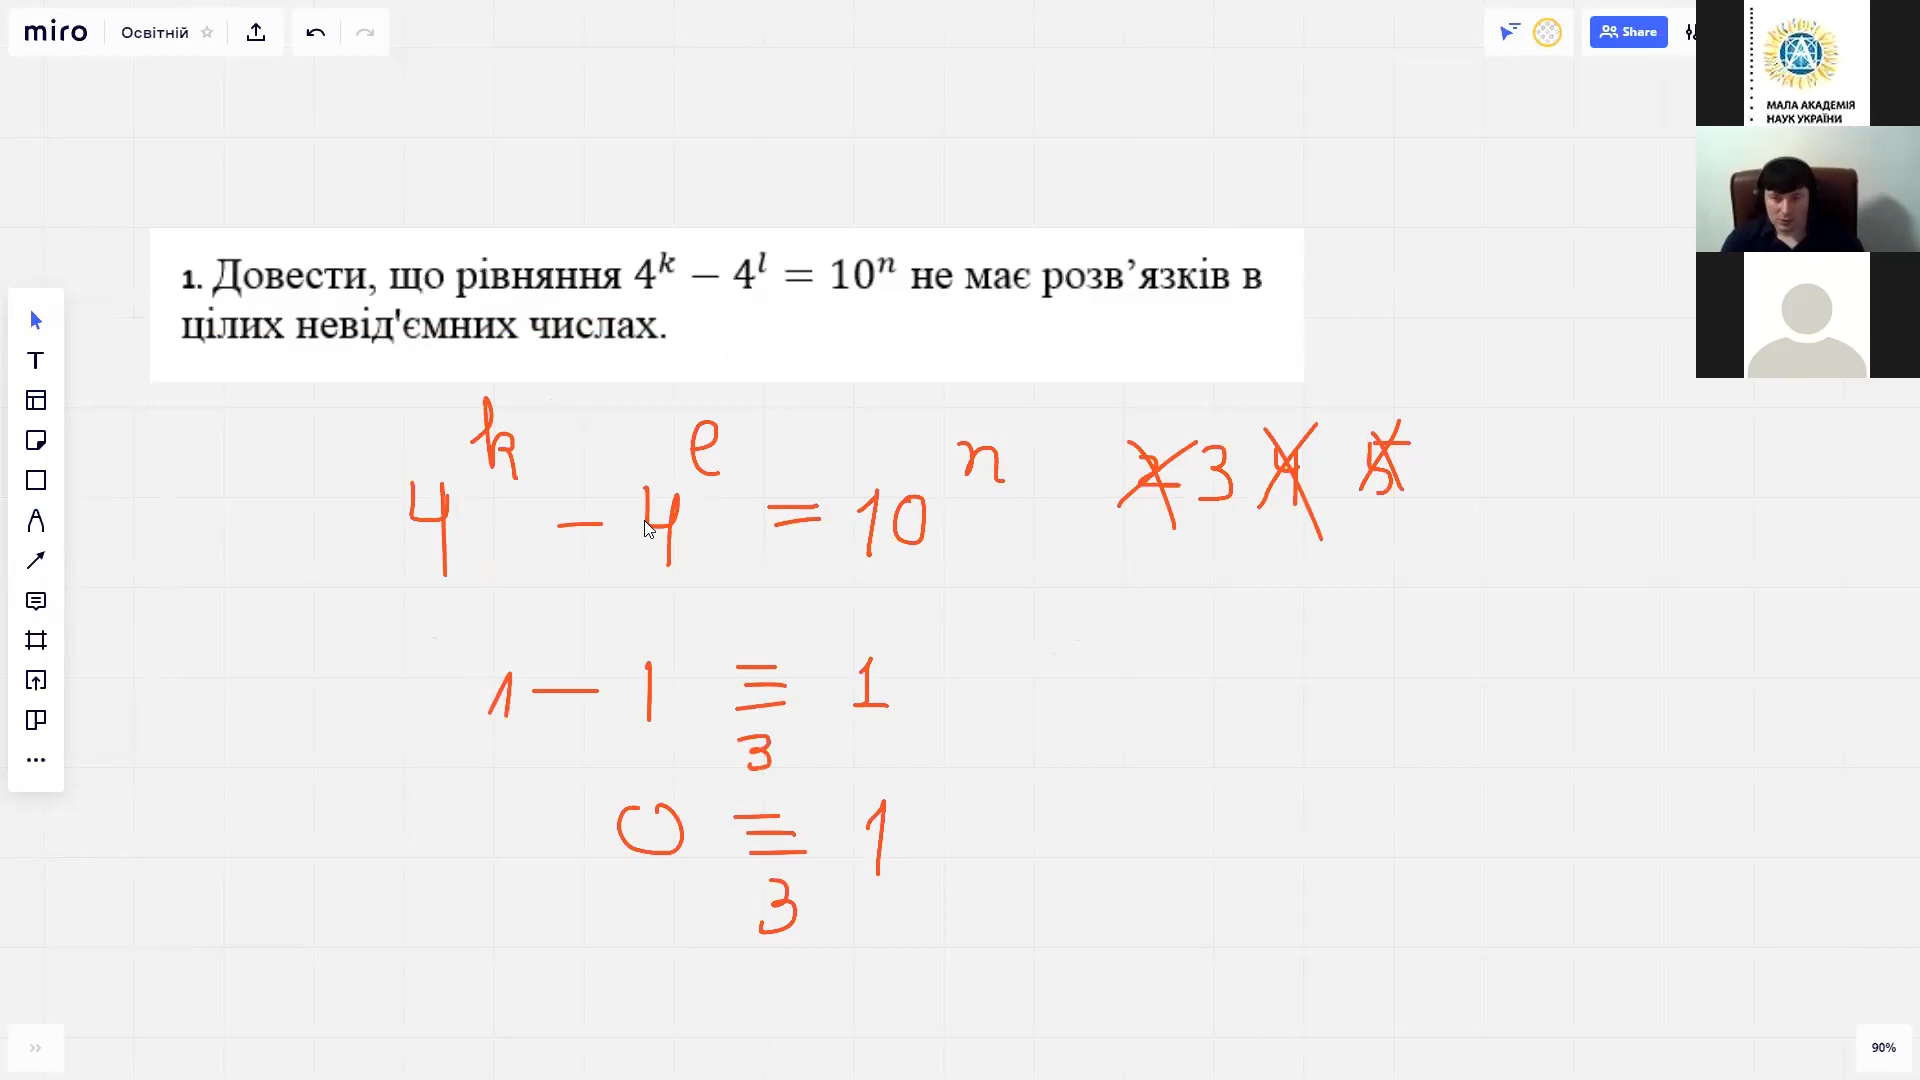 miro Освітній Share
МАЛА АКАДЕМІЯ
НАУК УКРАЇНИ
1. Довести, що рівняння 4^k − 4^l = 10^n не має розв’язків в
цілих невід'ємних числах.
4^k − 4^l = 10^n 2 3 4 5
1 − 1 ≡ 1
3
0 ≡ 1
3
90%